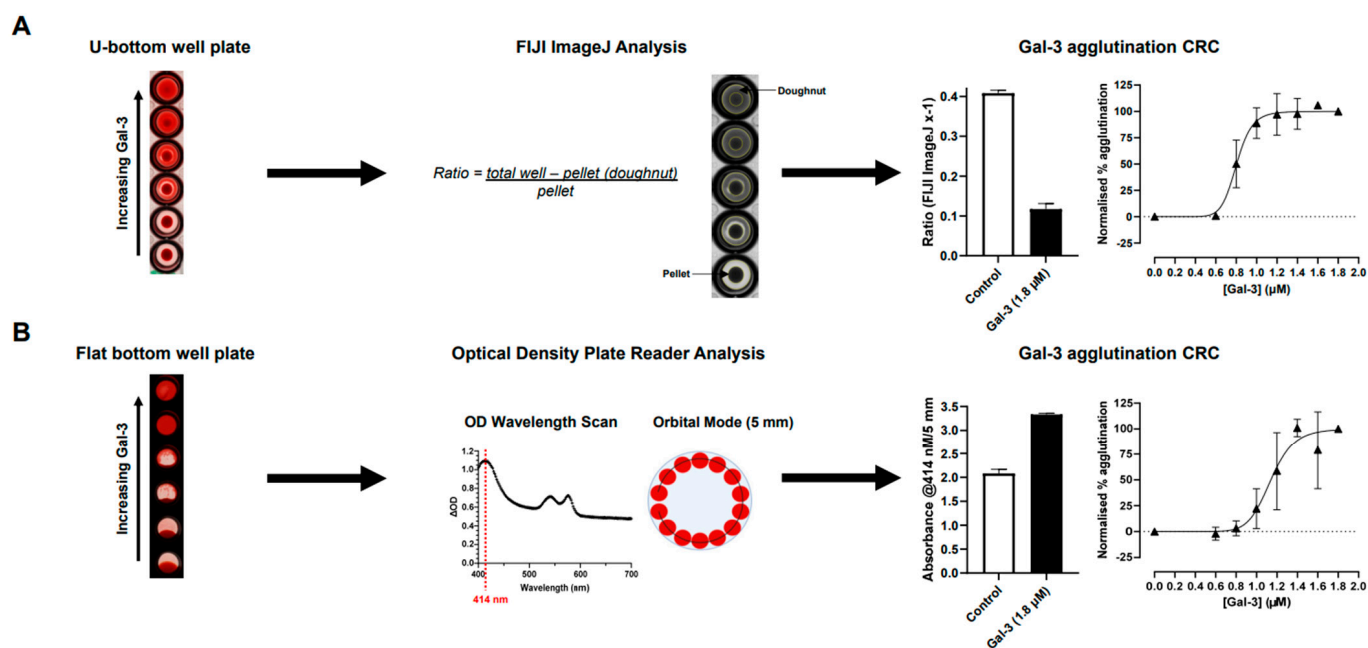 A
U-bottom well plate
FIJI ImageJ Analysis
Gal-3 agglutination CRC
Increasing Gal-3
Ratio = total well – pellet (doughnut)
pellet
Doughnut
Pellet
Ratio (FIJI ImageJ x-1)
0.4
0.3
0.2
0.1
0.0
Control
Gal-3 (1.8 µM)
Normalised % agglutination
125
100
75
50
25
0
-25
0.0 0.2 0.4 0.6 0.8 1.0 1.2 1.4 1.6 1.8 2.0
[Gal-3] (µM)
B
Flat bottom well plate
Optical Density Plate Reader Analysis
Gal-3 agglutination CRC
Increasing Gal-3
OD Wavelength Scan
ΔOD
1.2
1.0
0.8
0.6
0.4
0.2
0.0
400 500 600 700
Wavelength (nm)
414 nm
Orbital Mode (5 mm)
Absorbance @414 nM/5 mm
3.5
3.0
2.5
2.0
1.5
1.0
0.5
0.0
Control
Gal-3 (1.8 µM)
Normalised % agglutination
125
100
75
50
25
0
-25
0.0 0.2 0.4 0.6 0.8 1.0 1.2 1.4 1.6 1.8 2.0
[Gal-3] (µM)